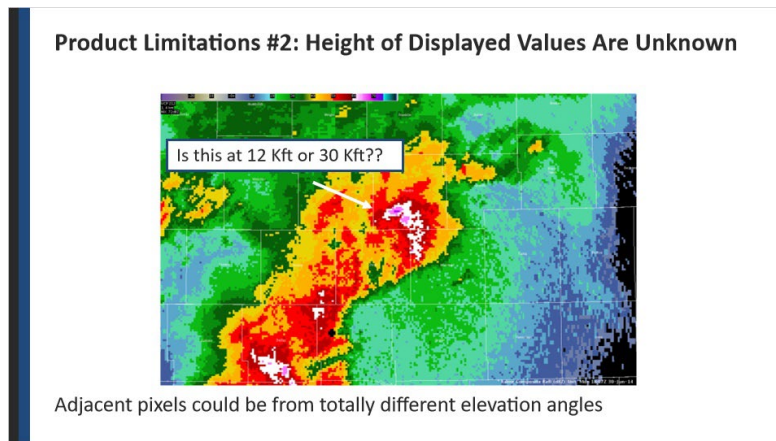 Product Limitations #2: Height of Displayed Values Are Unknown
Is this at 12 Kft or 30 Kft??
Adjacent pixels could be from totally different elevation angles